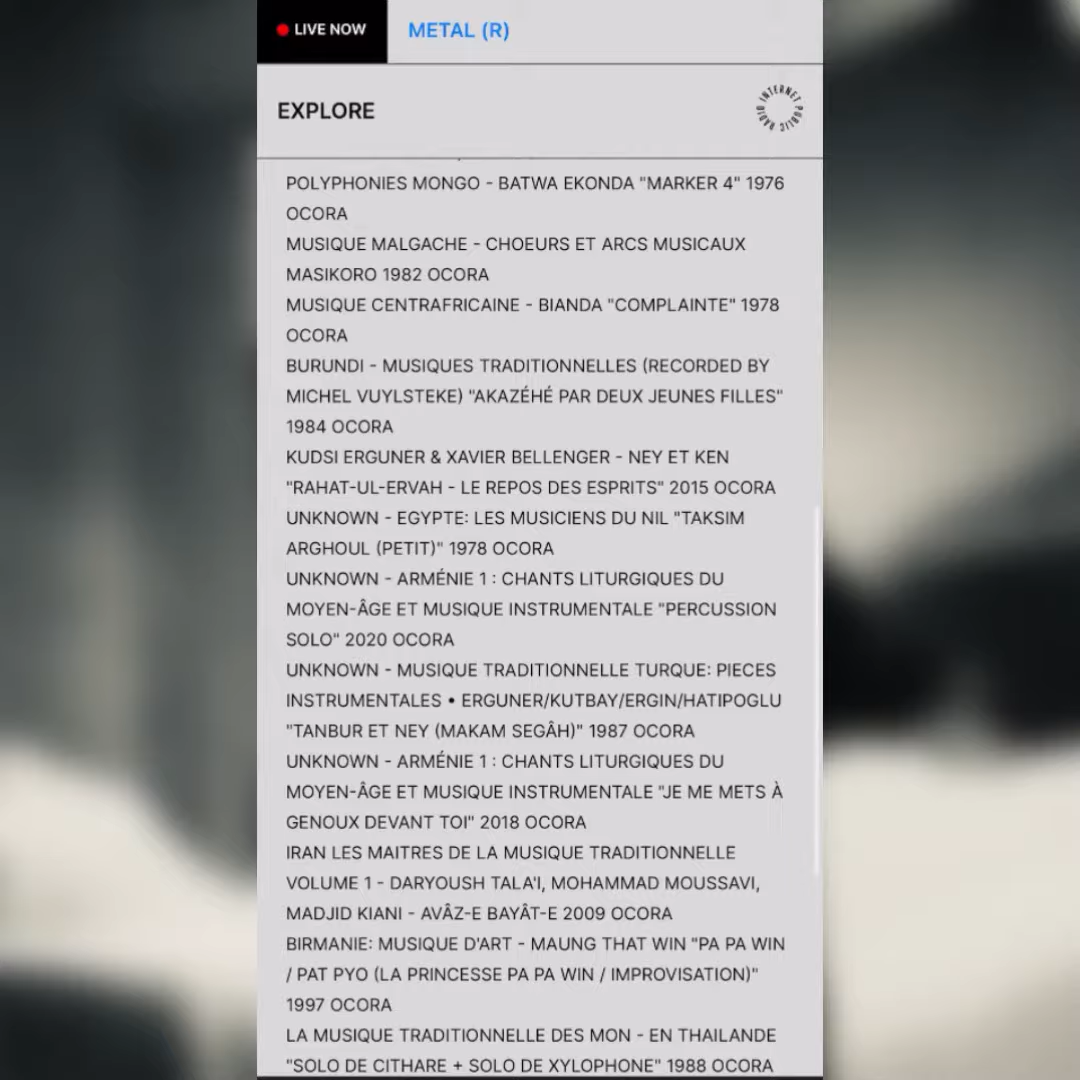 LIVE NOW
METAL (R)
EXPLORE
INTERNET PUBLIC RADIO
POLYPHONIES MONGO - BATWA EKONDA "MARKER 4" 1976
OCORA
MUSIQUE MALGACHE - CHOEURS ET ARCS MUSICAUX
MASIKORO 1982 OCORA
MUSIQUE CENTRAFRICAINE - BIANDA "COMPLAINTE" 1978
OCORA
BURUNDI - MUSIQUES TRADITIONNELLES (RECORDED BY
MICHEL VUYLSTEKE) "AKAZÉHÉ PAR DEUX JEUNES FILLES"
1984 OCORA
KUDSI ERGUNER & XAVIER BELLENGER - NEY ET KEN
"RAHAT-UL-ERVAH - LE REPOS DES ESPRITS" 2015 OCORA
UNKNOWN - EGYPTE: LES MUSICIENS DU NIL "TAKSIM
ARGHOUL (PETIT)" 1978 OCORA
UNKNOWN - ARMÉNIE 1 : CHANTS LITURGIQUES DU
MOYEN-ÂGE ET MUSIQUE INSTRUMENTALE "PERCUSSION
SOLO" 2020 OCORA
UNKNOWN - MUSIQUE TRADITIONNELLE TURQUE: PIECES
INSTRUMENTALES • ERGUNER/KUTBAY/ERGIN/HATIPOGLU
"TANBUR ET NEY (MAKAM SEGÂH)" 1987 OCORA
UNKNOWN - ARMÉNIE 1 : CHANTS LITURGIQUES DU
MOYEN-ÂGE ET MUSIQUE INSTRUMENTALE "JE ME METS À
GENOUX DEVANT TOI" 2018 OCORA
IRAN LES MAITRES DE LA MUSIQUE TRADITIONNELLE
VOLUME 1 - DARYOUSH TALA'I, MOHAMMAD MOUSSAVI,
MADJID KIANI - AVÂZ-E BAYÂT-E 2009 OCORA
BIRMANIE: MUSIQUE D'ART - MAUNG THAT WIN "PA PA WIN
/ PAT PYO (LA PRINCESSE PA PA WIN / IMPROVISATION)"
1997 OCORA
LA MUSIQUE TRADITIONNELLE DES MON - EN THAILANDE
"SOLO DE CITHARE + SOLO DE XYLOPHONE" 1988 OCORA